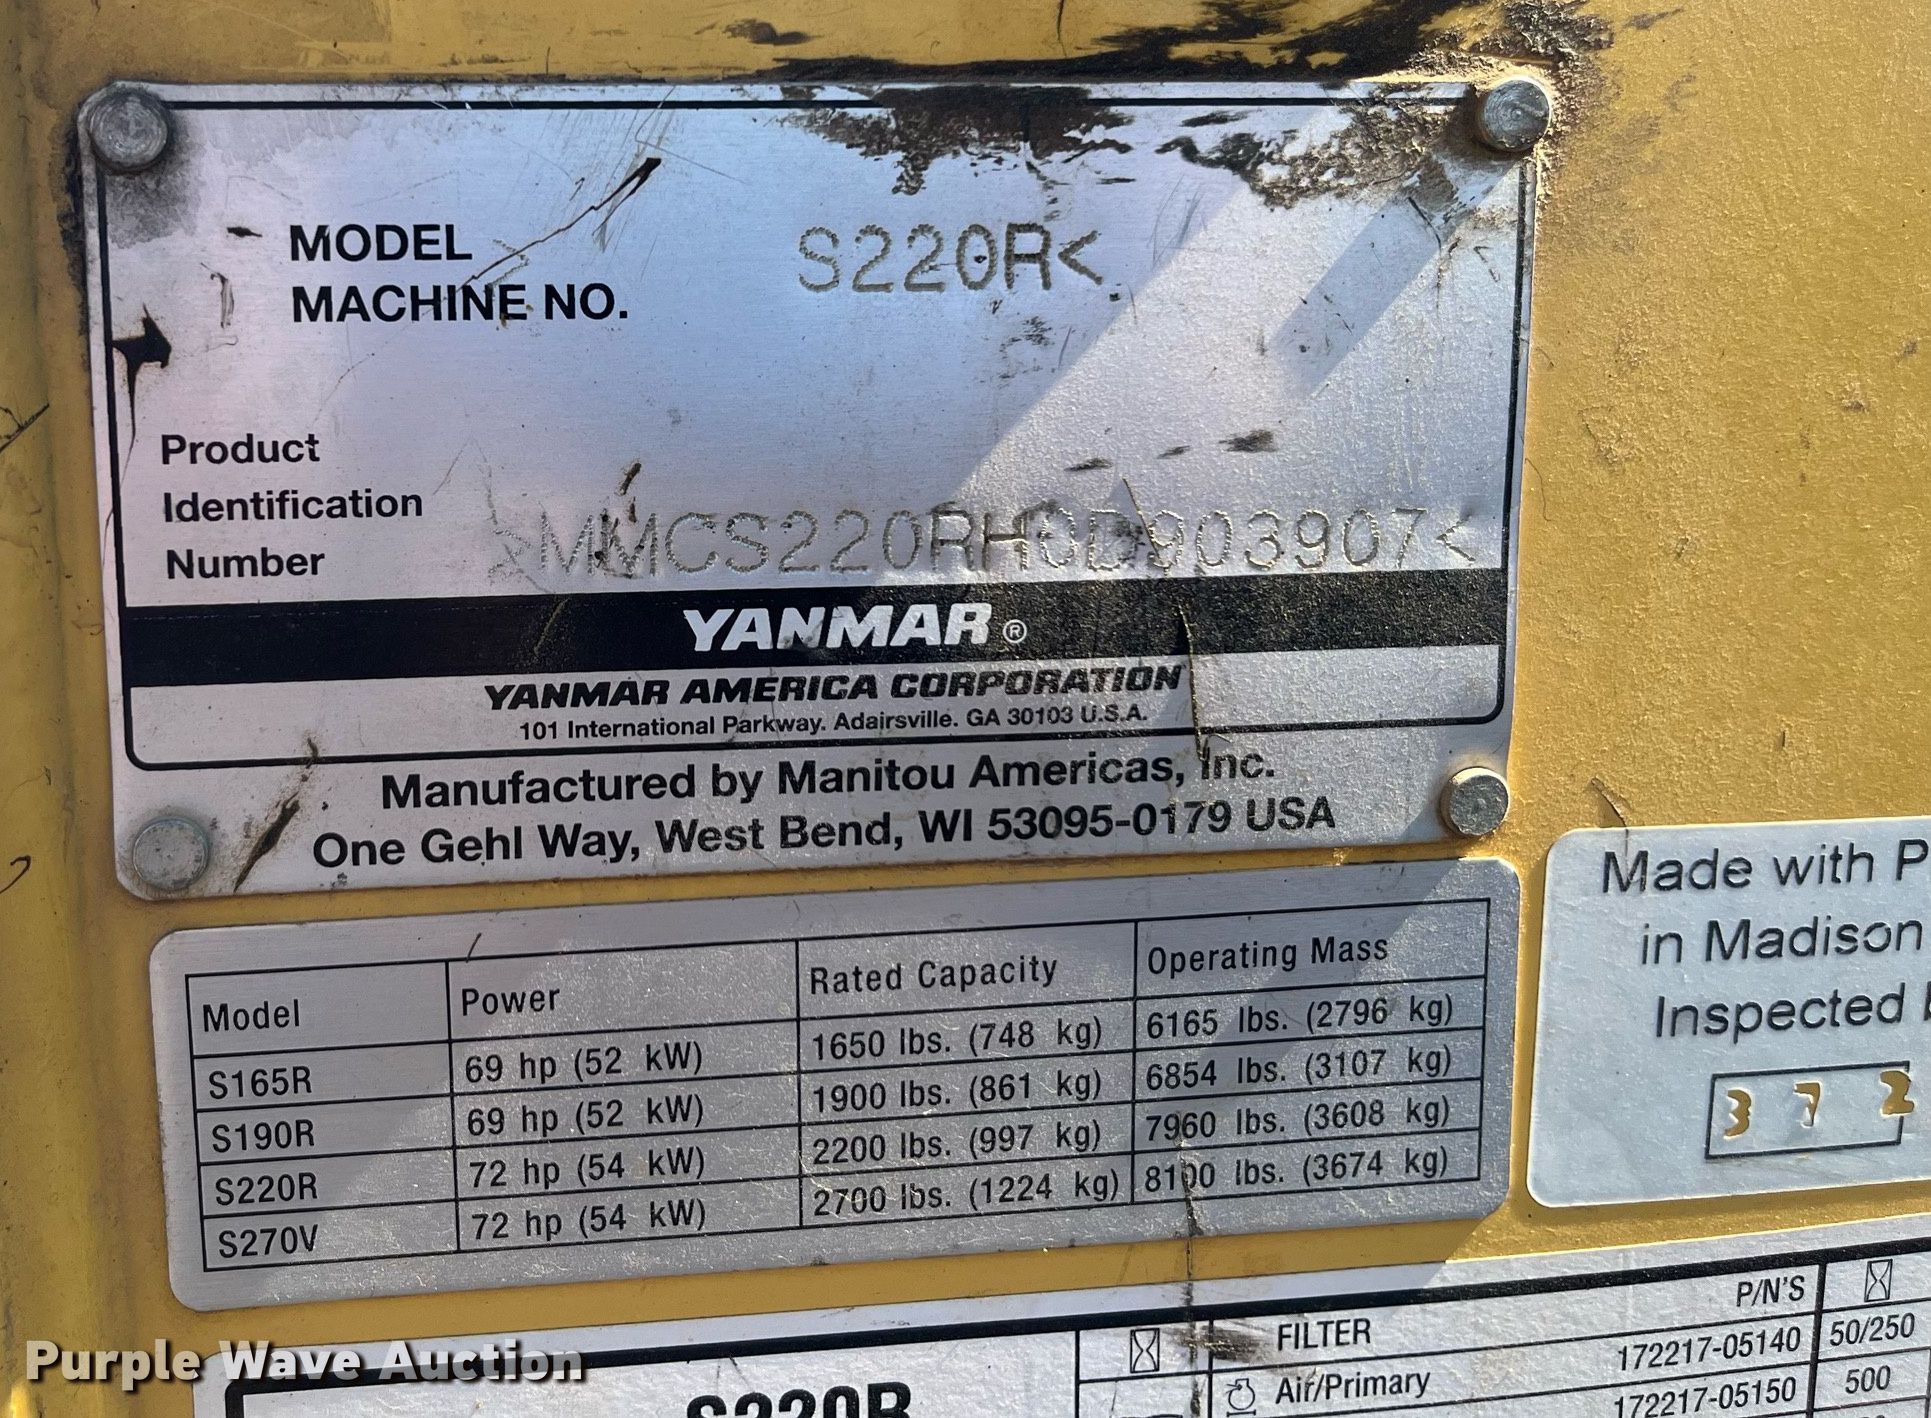 MODEL S220R<
MACHINE NO.
Product
Identification
Number >MMCS220RH0D903907<
YANMAR®
YANMAR AMERICA CORPORATION
101 International Parkway. Adairsville. GA 30103 U.S.A.
Manufactured by Manitou Americas, Inc.
One Gehl Way, West Bend, WI 53095-0179 USA
Model Power Rated Capacity Operating Mass
S165R 69 hp (52 kW) 1650 lbs. (748 kg) 6165 lbs. (2796 kg)
S190R 69 hp (52 kW) 1900 lbs. (861 kg) 6854 lbs. (3107 kg)
S220R 72 hp (54 kW) 2200 lbs. (997 kg) 7960 lbs. (3608 kg)
S270V 72 hp (54 kW) 2700 lbs. (1224 kg) 8100 lbs. (3674 kg)
Made with P
in Madison
Inspected
3 7 2
P/N'S
FILTER 172217-05140 50/250
Air/Primary 172217-05150 500
S220R
Purple Wave Auction